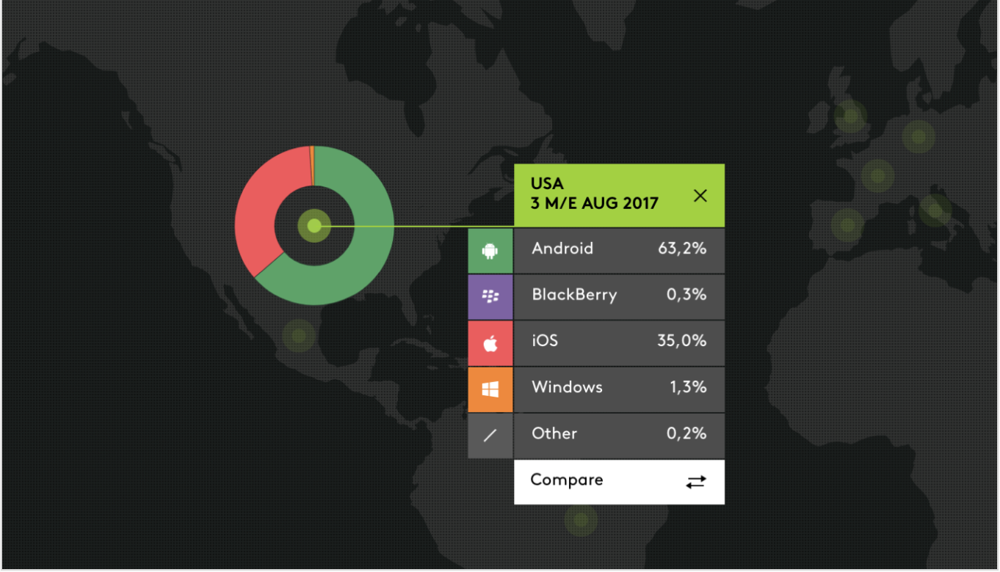 USA
3 M/E AUG 2017
Android 63,2%
BlackBerry 0,3%
iOS 35,0%
Windows 1,3%
Other 0,2%
Compare